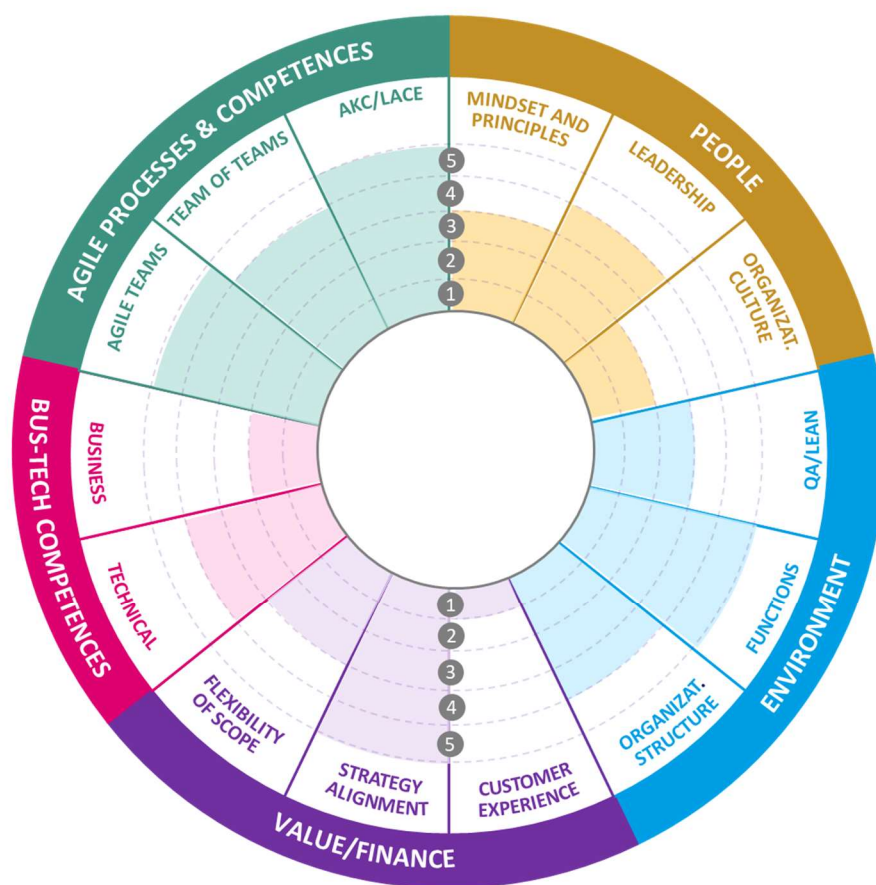 AGILE PROCESSES & COMPETENCES
PEOPLE
AKC/LACE
MINDSET AND
PRINCIPLES
TEAM OF TEAMS
LEADERSHIP
AGILE TEAMS
ORGANIZAT.
CULTURE
5
4
3
2
1
BUS-TECH COMPETENCES
BUSINESS
QA/LEAN
TECHNICAL
FUNCTIONS
ENVIRONMENT
1
2
3
4
5
FLEXIBILITY
OF SCOPE
ORGANIZAT.
STRUCTURE
STRATEGY
ALIGNMENT
CUSTOMER
EXPERIENCE
VALUE/FINANCE